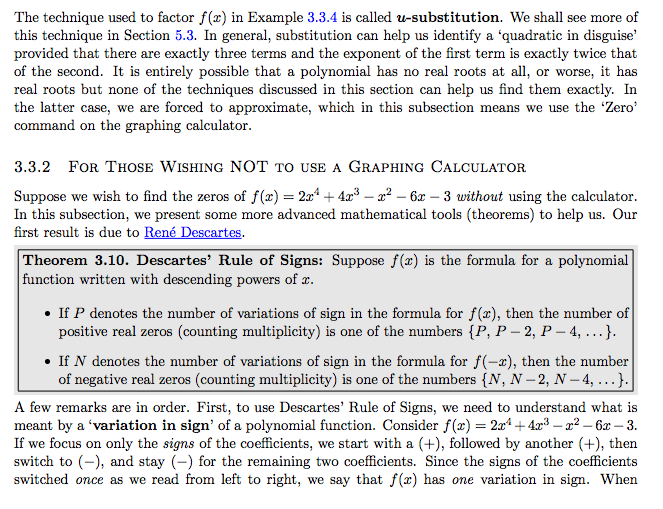 The technique used to factor f(x) in Example 3.3.4 is called u-substitution. We shall see more of
this technique in Section 5.3. In general, substitution can help us identify a ‘quadratic in disguise’
provided that there are exactly three terms and the exponent of the first term is exactly twice that
of the second. It is entirely possible that a polynomial has no real roots at all, or worse, it has
real roots but none of the techniques discussed in this section can help us find them exactly. In
the latter case, we are forced to approximate, which in this subsection means we use the ‘Zero’
command on the graphing calculator.
3.3.2 For Those Wishing NOT to use a Graphing Calculator
Suppose we wish to find the zeros of f(x) = 2x⁴ + 4x³ − x² − 6x − 3 without using the calculator.
In this subsection, we present some more advanced mathematical tools (theorems) to help us. Our
first result is due to René Descartes.
Theorem 3.10. Descartes’ Rule of Signs: Suppose f(x) is the formula for a polynomial
function written with descending powers of x.
• If P denotes the number of variations of sign in the formula for f(x), then the number of
positive real zeros (counting multiplicity) is one of the numbers {P, P − 2, P − 4, ...}.
• If N denotes the number of variations of sign in the formula for f(−x), then the number
of negative real zeros (counting multiplicity) is one of the numbers {N, N − 2, N − 4, ...}.
A few remarks are in order. First, to use Descartes’ Rule of Signs, we need to understand what is
meant by a ‘variation in sign’ of a polynomial function. Consider f(x) = 2x⁴ + 4x³ − x² − 6x − 3.
If we focus on only the signs of the coefficients, we start with a (+), followed by another (+), then
switch to (−), and stay (−) for the remaining two coefficients. Since the signs of the coefficients
switched once as we read from left to right, we say that f(x) has one variation in sign. When